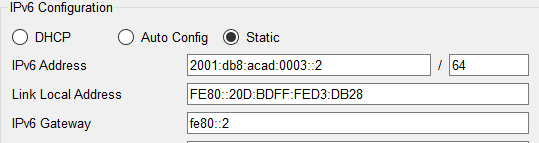 IPv6 Configuration
DHCP Auto Config Static
IPv6 Address 2001:db8:acad:0003::2 / 64
Link Local Address FE80::20D:BDFF:FED3:DB28
IPv6 Gateway fe80::2